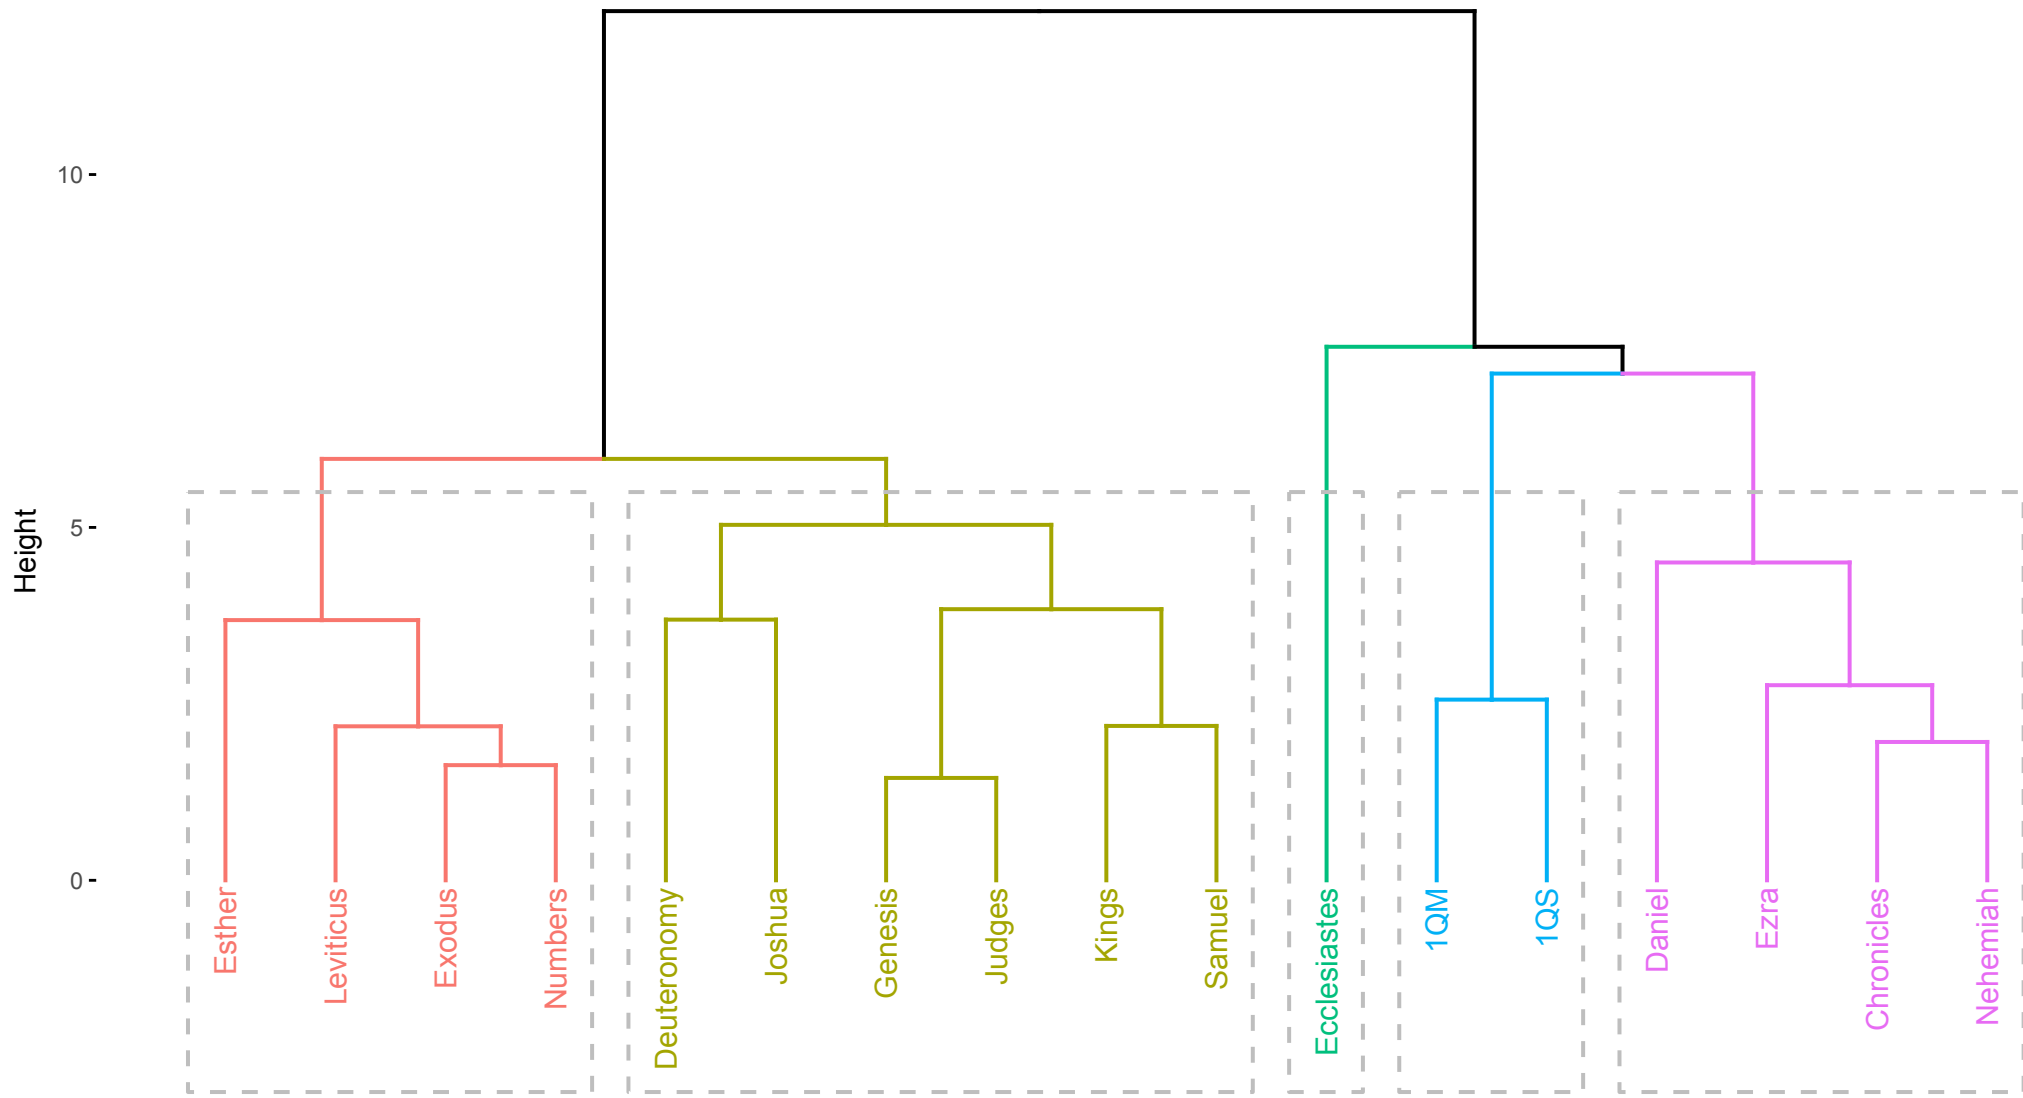 10
5
0
Height
Esther
Leviticus
Exodus
Numbers
Deuteronomy
Joshua
Genesis
Judges
Kings
Samuel
Ecclesiastes
1QM
1QS
Daniel
Ezra
Chronicles
Nehemiah